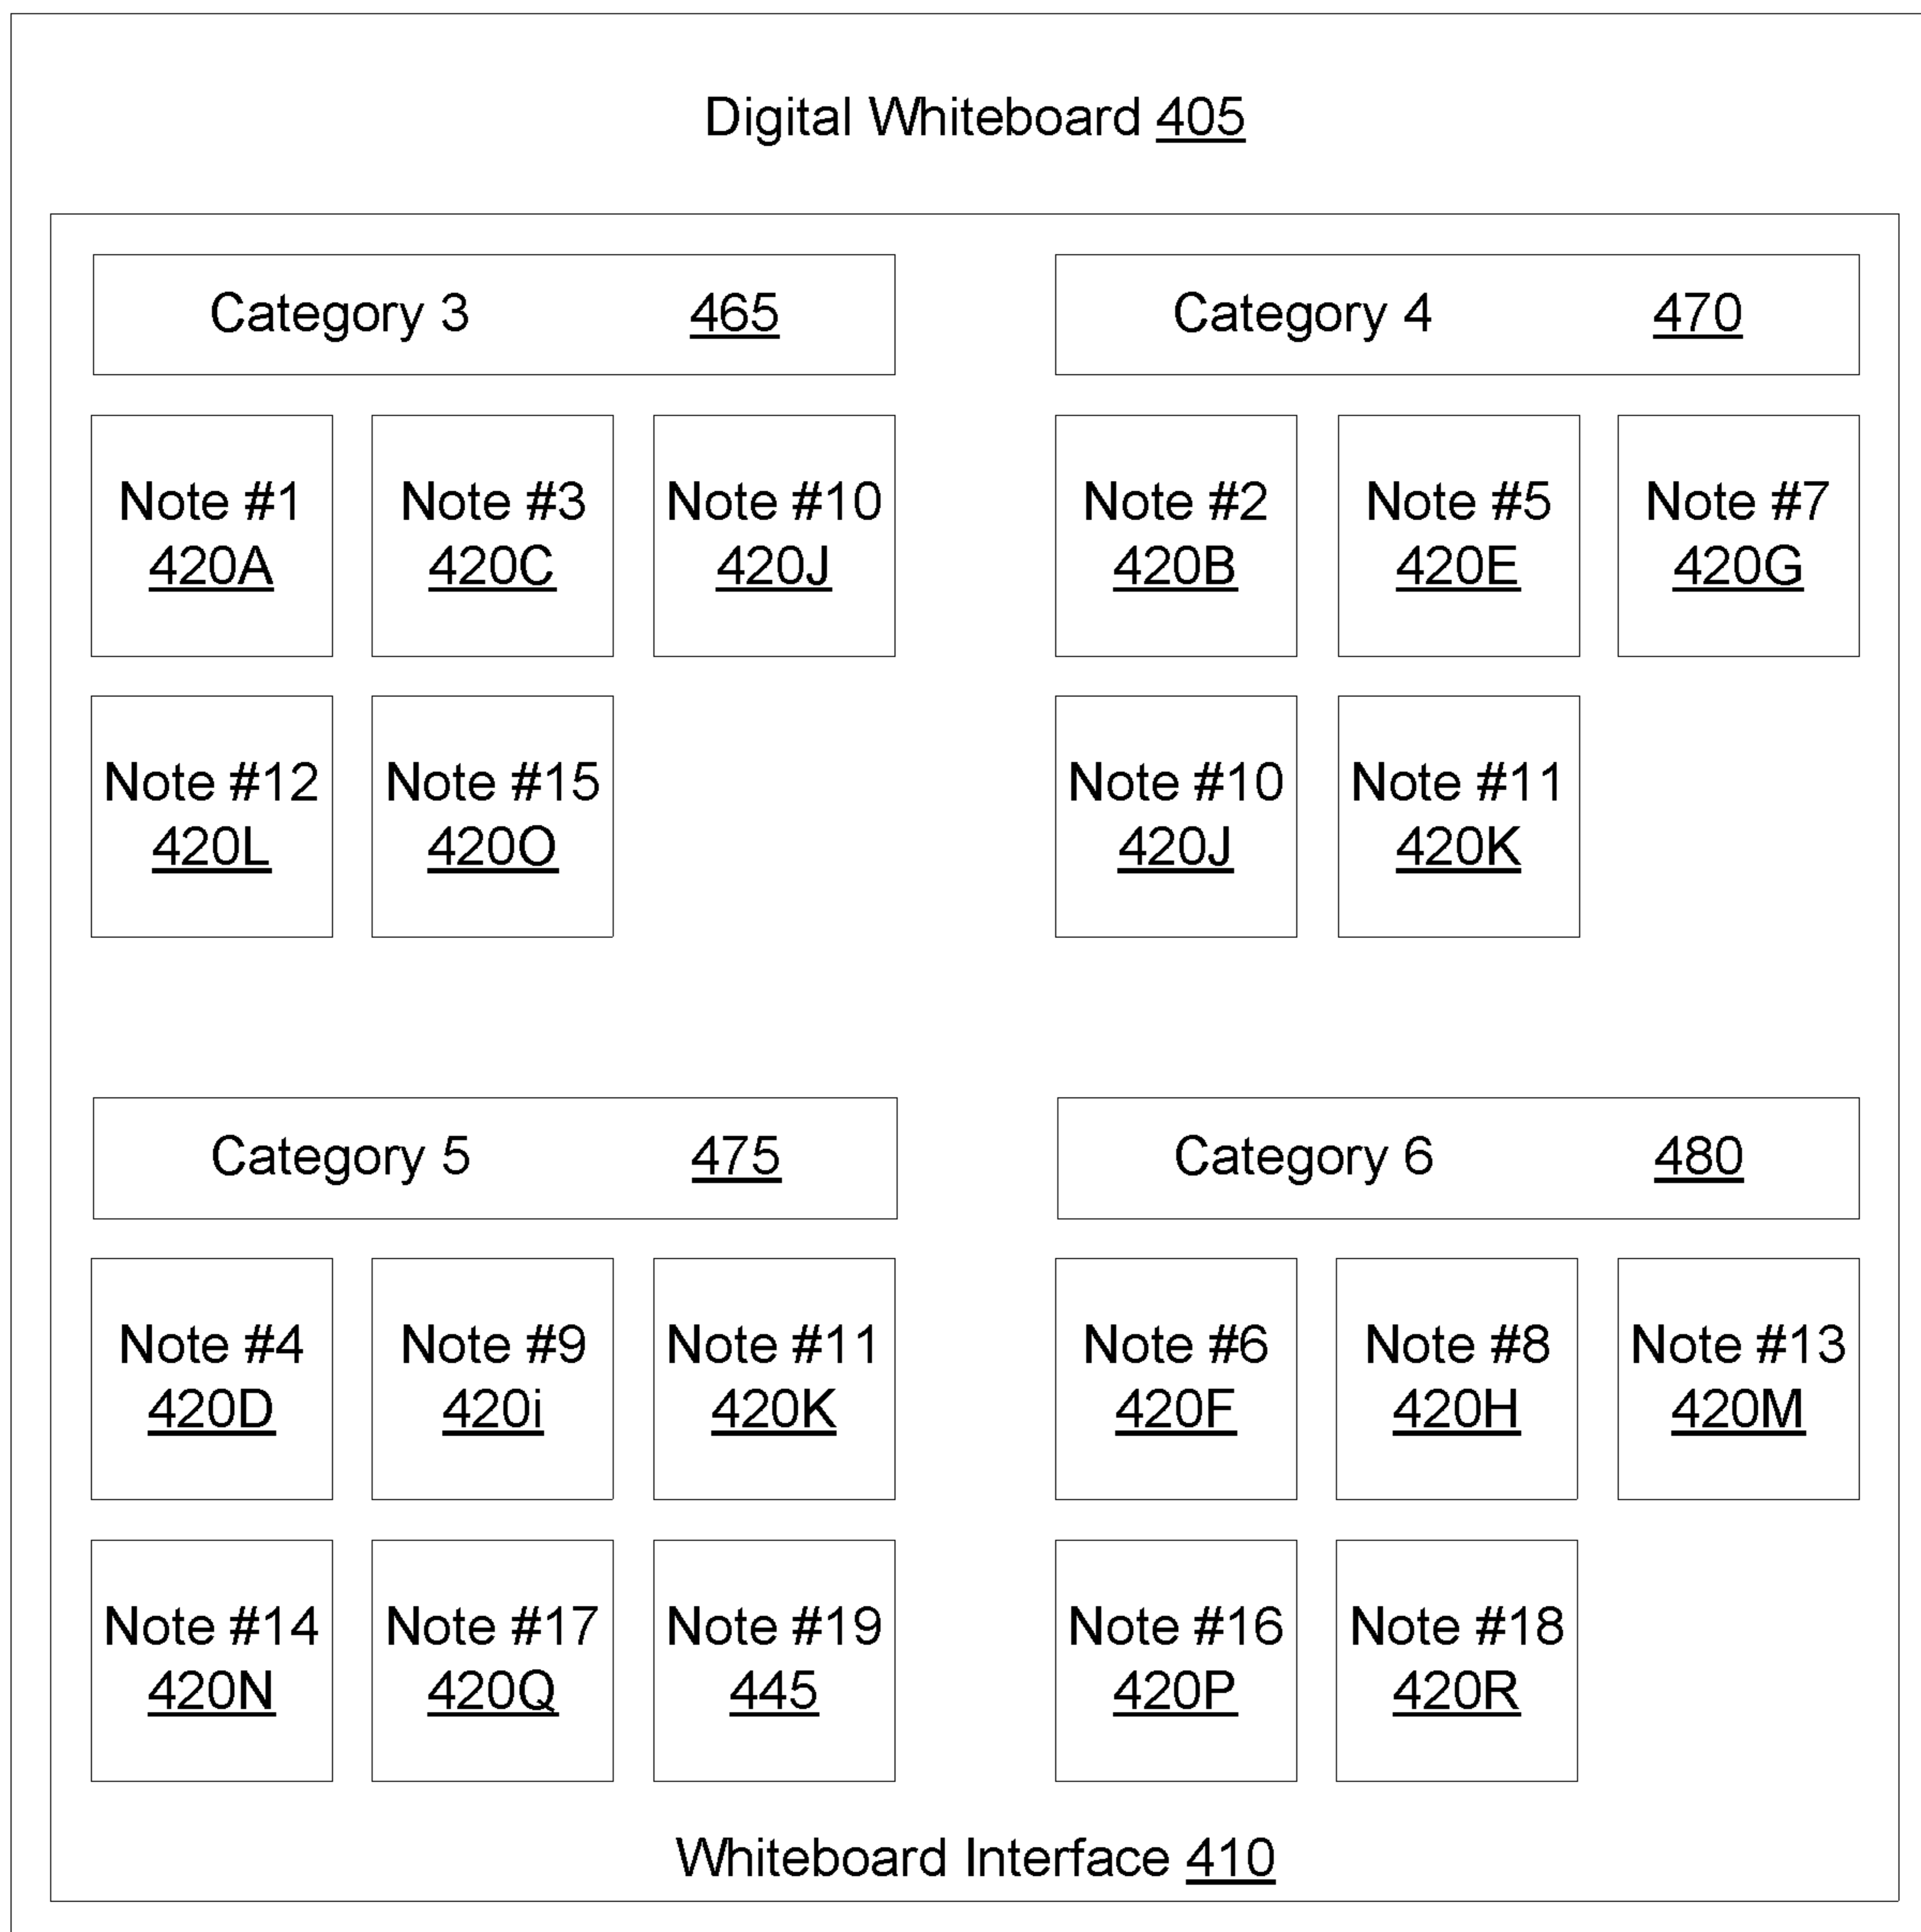 Digital Whiteboard 405
Category 3 465
Note #1
420A
Note #3
420C
Note #10
420J
Note #12
420L
Note #15
420O
Category 4 470
Note #2
420B
Note #5
420E
Note #7
420G
Note #10
420J
Note #11
420K
Category 5 475
Note #4
420D
Note #9
420i
Note #11
420K
Note #14
420N
Note #17
420Q
Note #19
445
Category 6 480
Note #6
420F
Note #8
420H
Note #13
420M
Note #16
420P
Note #18
420R
Whiteboard Interface 410